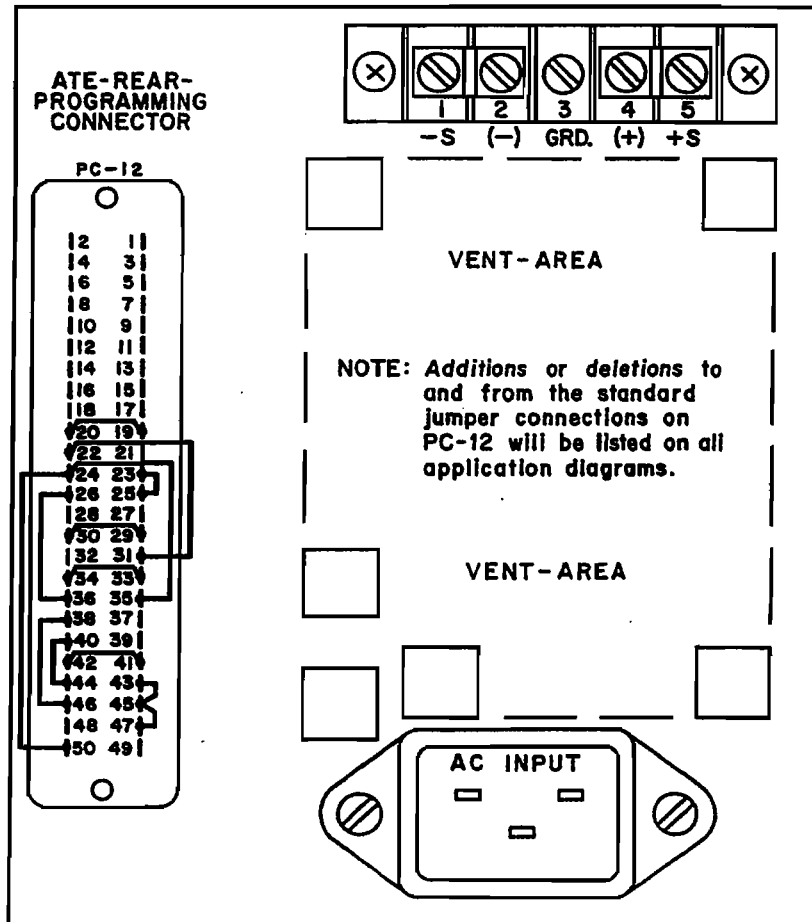 ATE-REAR-
PROGRAMMING
CONNECTOR
PC-12
2 1
4 3
6 5
8 7
10 9
12 11
14 13
16 15
18 17
20 19
22 21
24 23
26 25
28 27
30 29
32 31
34 33
36 35
38 37
40 39
42 41
44 43
46 45
48 47
50 49
1 2 3 4 5
-S (-) GRD. (+) +S
VENT-AREA
NOTE: Additions or deletions to
and from the standard
jumper connections on
PC-12 will be listed on all
application diagrams.
VENT-AREA
AC INPUT